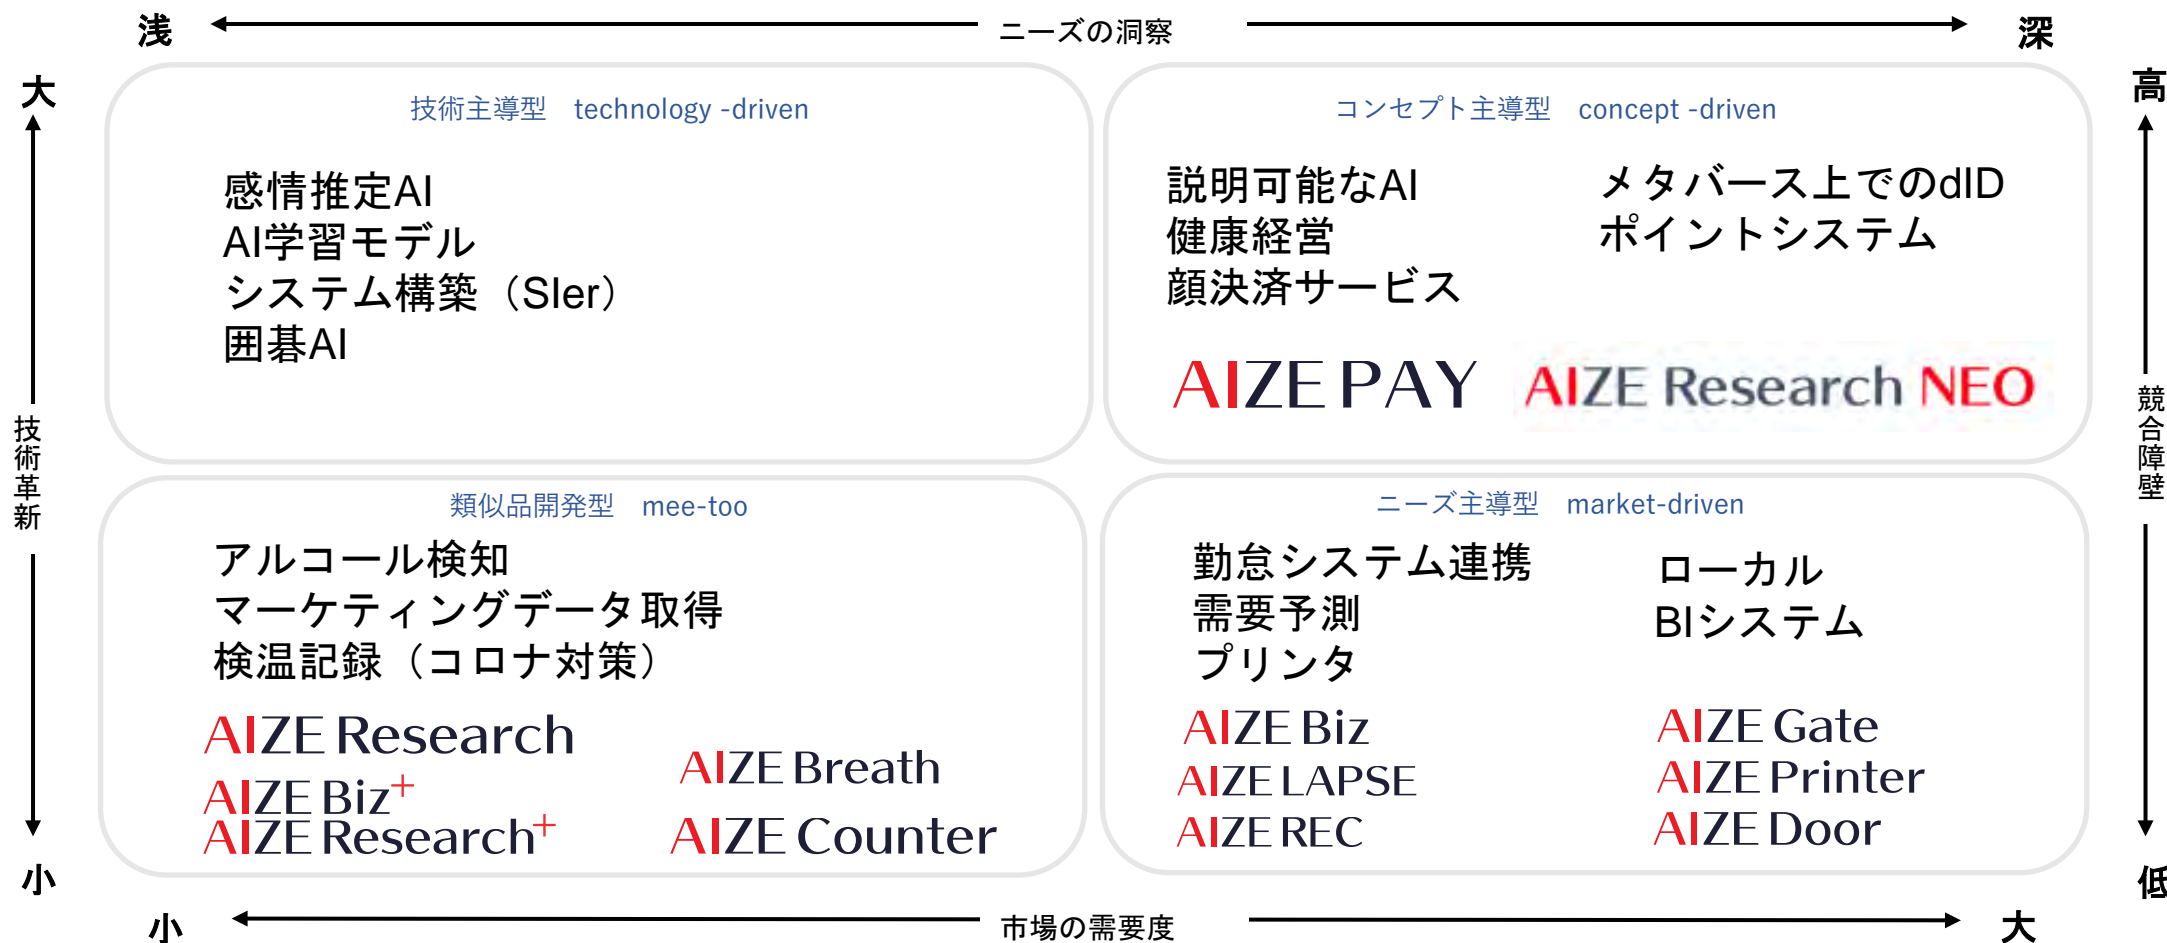 浅 ニーズの洞察 深
大
高
技術主導型 technology -driven
感情推定AI
AI学習モデル
システム構築（SIer）
囲碁AI
コンセプト主導型 concept -driven
説明可能なAI
健康経営
顔決済サービス
メタバース上でのdID
ポイントシステム
AIZE PAY
AIZE Research NEO
技術革新
競合障壁
類似品開発型 mee-too
アルコール検知
マーケティングデータ取得
検温記録（コロナ対策）
AIZE Research
AIZE Biz+
AIZE Research+
AIZE Breath
AIZE Counter
ニーズ主導型 market-driven
勤怠システム連携
需要予測
プリンタ
ローカル
BIシステム
AIZE Biz
AIZE LAPSE
AIZE REC
AIZE Gate
AIZE Printer
AIZE Door
小
低
小 市場の需要度 大